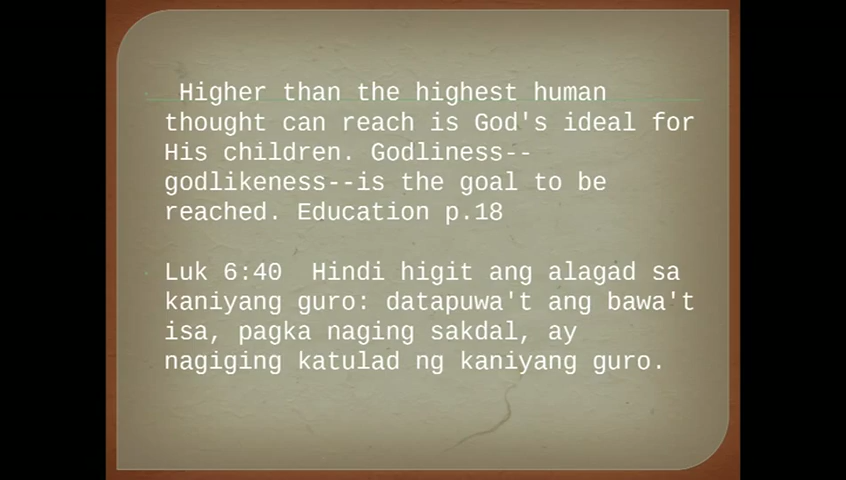 Higher than the highest human
thought can reach is God's ideal for
His children. Godliness--
godlikeness--is the goal to be
reached. Education p.18
Luk 6:40  Hindi higit ang alagad sa
kaniyang guro: datapuwa't ang bawa't
isa, pagka naging sakdal, ay
nagiging katulad ng kaniyang guro.